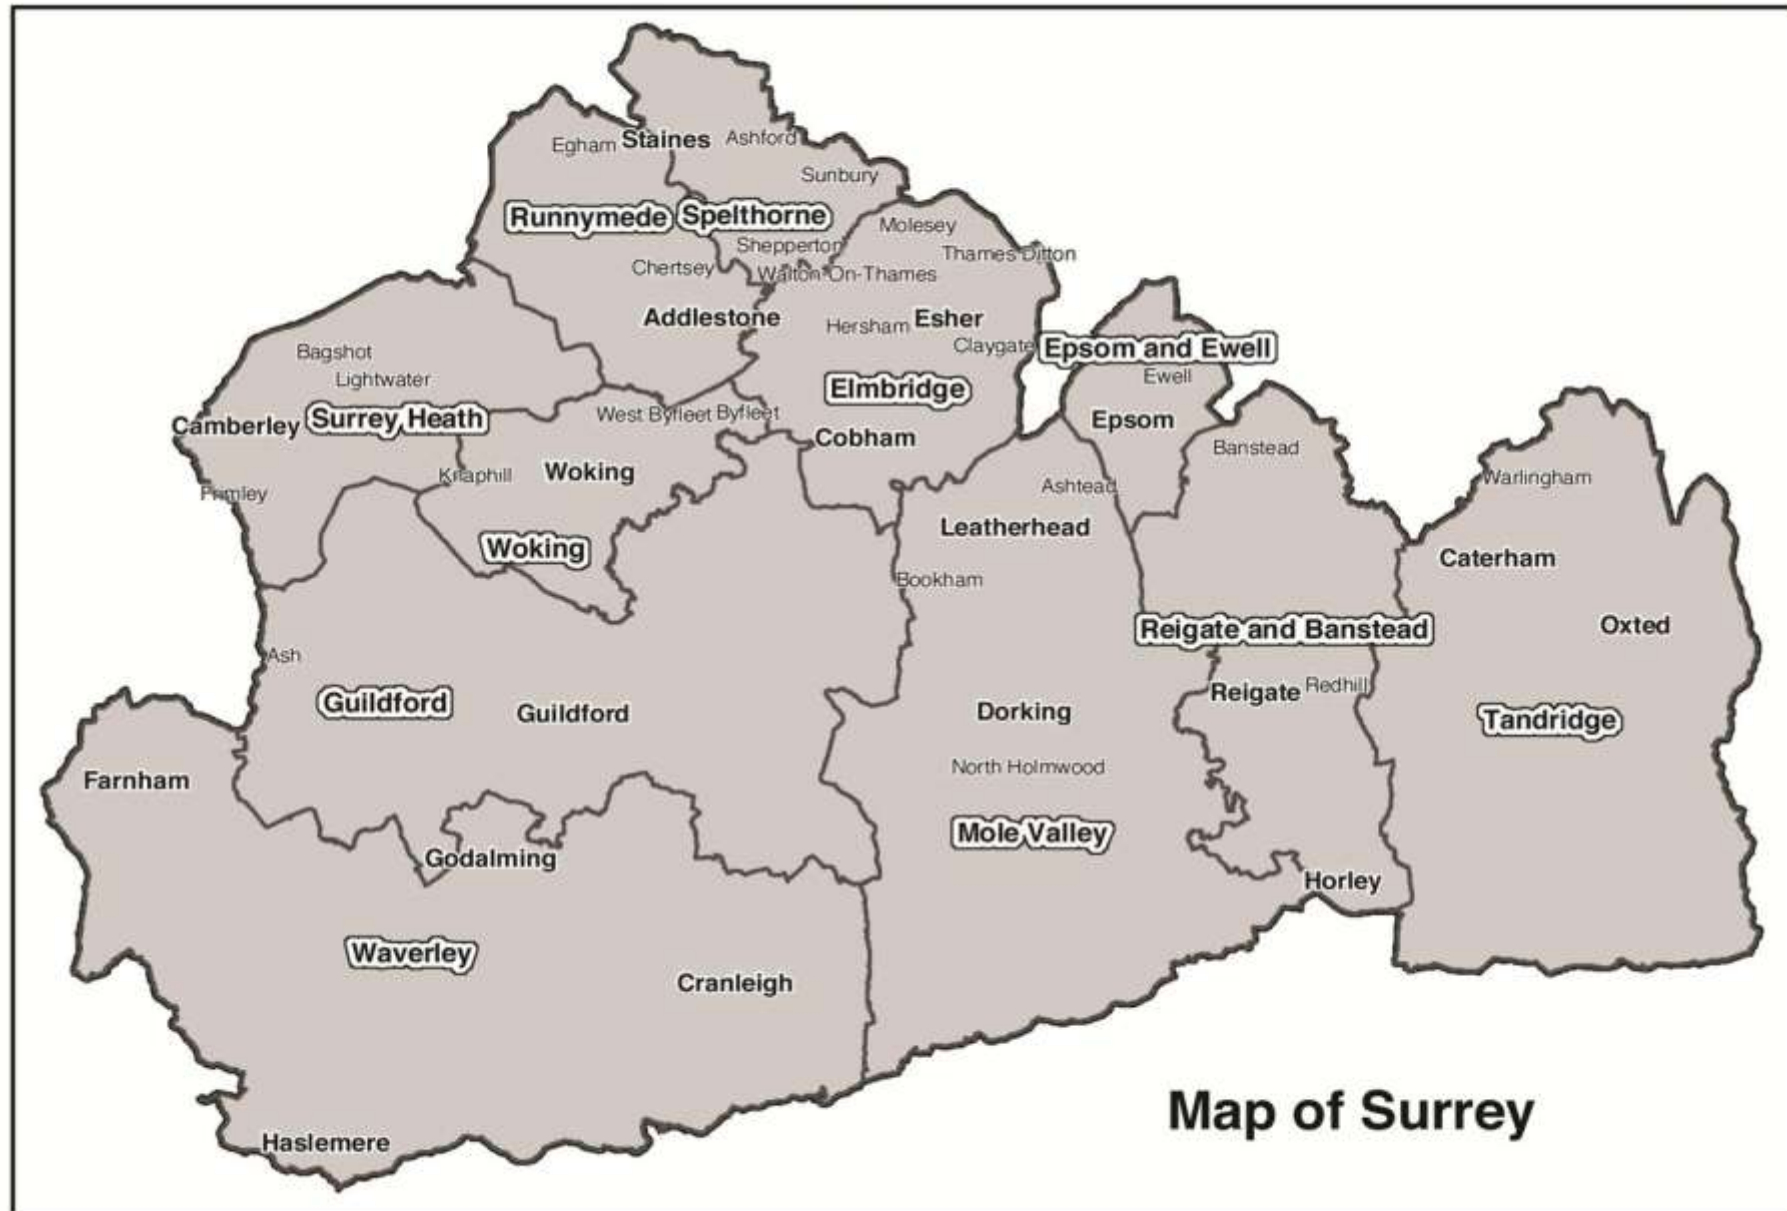 Egham
Staines
Ashford
Sunbury
Runnymede
Spelthorne
Molesey
Shepperton
Thames Ditton
Chertsey
Walton-On-Thames
Addlestone
Hersham
Esher
Claygate
Epsom and Ewell
Bagshot
Lightwater
Ewell
Elmbridge
Camberley
Surrey Heath
West Byfleet
Byfleet
Epsom
Cobham
Banstead
Knaphill
Woking
Frimley
Ashtead
Warlingham
Leatherhead
Woking
Caterham
Bookham
Oxted
Reigate and Banstead
Ash
Guildford
Guildford
Dorking
Reigate
Redhill
Tandridge
Farnham
North Holmwood
Mole Valley
Godalming
Horley
Waverley
Cranleigh
Haslemere
Map of Surrey